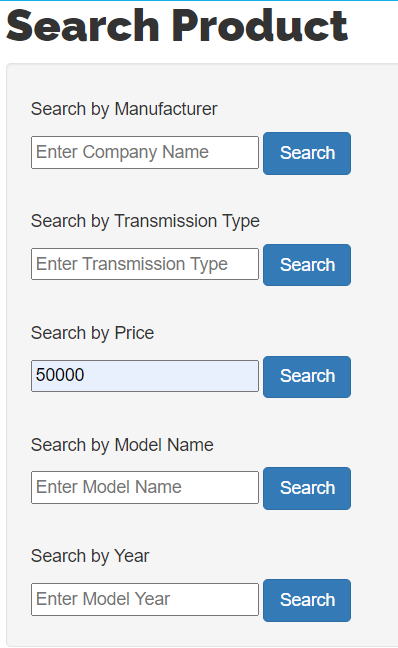 Search Product
Search by Manufacturer
Enter Company Name Search
Search by Transmission Type
Enter Transmission Type Search
Search by Price
50000 Search
Search by Model Name
Enter Model Name Search
Search by Year
Enter Model Year Search